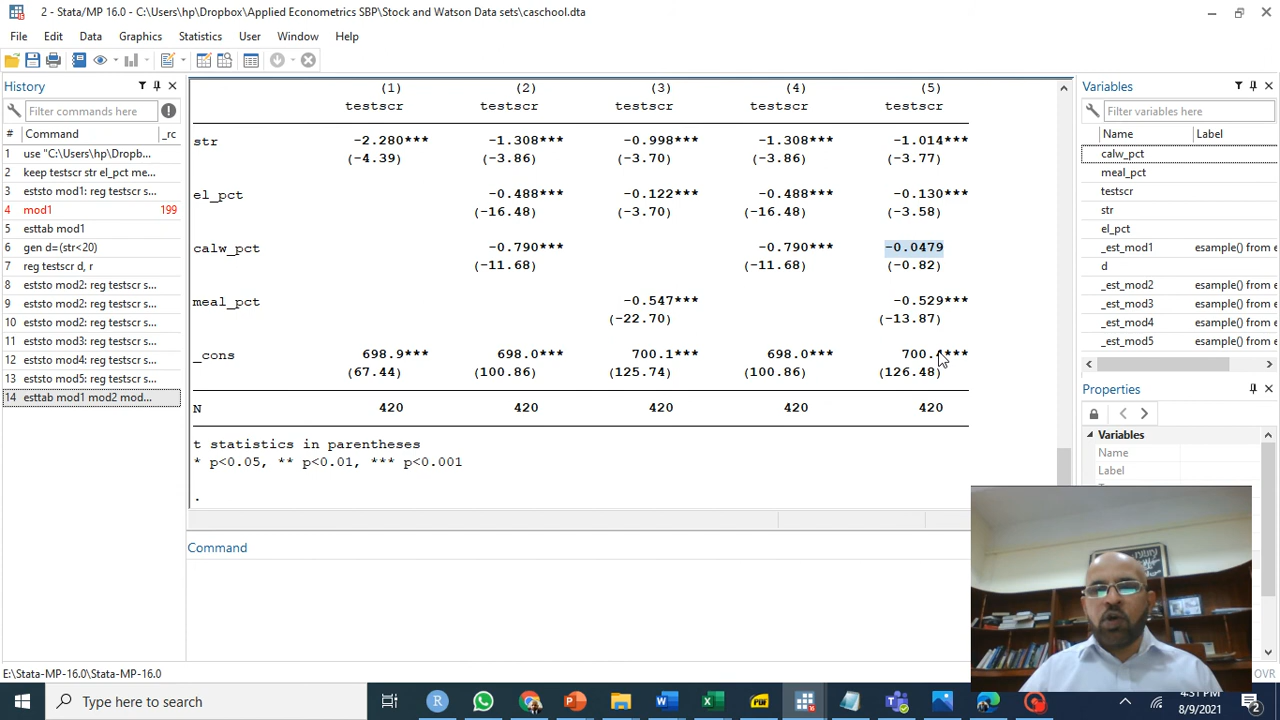 2 - Stata/MP 16.0 - C:\Users\hp\Dropbox\Applied Econometrics SBP\Stock and Watson Data sets\caschool.dta
File Edit Data Graphics Statistics User Window Help
History
Filter commands here
# Command _rc
1 use "C:\Users\hp\Dropb...
2 keep testscr str el_pct me...
3 eststo mod1: reg testscr s...
4 mod1 199
5 esttab mod1
6 gen d=(str<20)
7 reg testscr d, r
8 eststo mod2: reg testscr s...
9 eststo mod2: reg testscr s...
10 eststo mod2: reg testscr s...
11 eststo mod3: reg testscr s...
12 eststo mod4: reg testscr s...
13 eststo mod5: reg testscr s...
14 esttab mod1 mod2 mod...
(1) (2) (3) (4) (5)
testscr testscr testscr testscr testscr
str -2.280*** -1.308*** -0.998*** -1.308*** -1.014***
(-4.39) (-3.86) (-3.70) (-3.86) (-3.77)
el_pct -0.488*** -0.122*** -0.488*** -0.130***
(-16.48) (-3.70) (-16.48) (-3.58)
calw_pct -0.790*** -0.790*** -0.0479
(-11.68) (-11.68) (-0.82)
meal_pct -0.547*** -0.529***
(-22.70) (-13.87)
_cons 698.9*** 698.0*** 700.1*** 698.0*** 700.***
(67.44) (100.86) (125.74) (100.86) (126.48)
N 420 420 420 420 420
t statistics in parentheses
* p<0.05, ** p<0.01, *** p<0.001
.
Command
Variables
Filter variables here
Name Label
calw_pct
meal_pct
testscr
str
el_pct
_est_mod1 esample() from e
d
_est_mod2 esample() from e
_est_mod3 esample() from e
_est_mod4 esample() from e
_est_mod5 esample() from e
Properties
Variables
Name
Label
E:\Stata-MP-16.0\Stata-MP-16.0
OVR
Type here to search
4:31 PM
8/9/2021
2